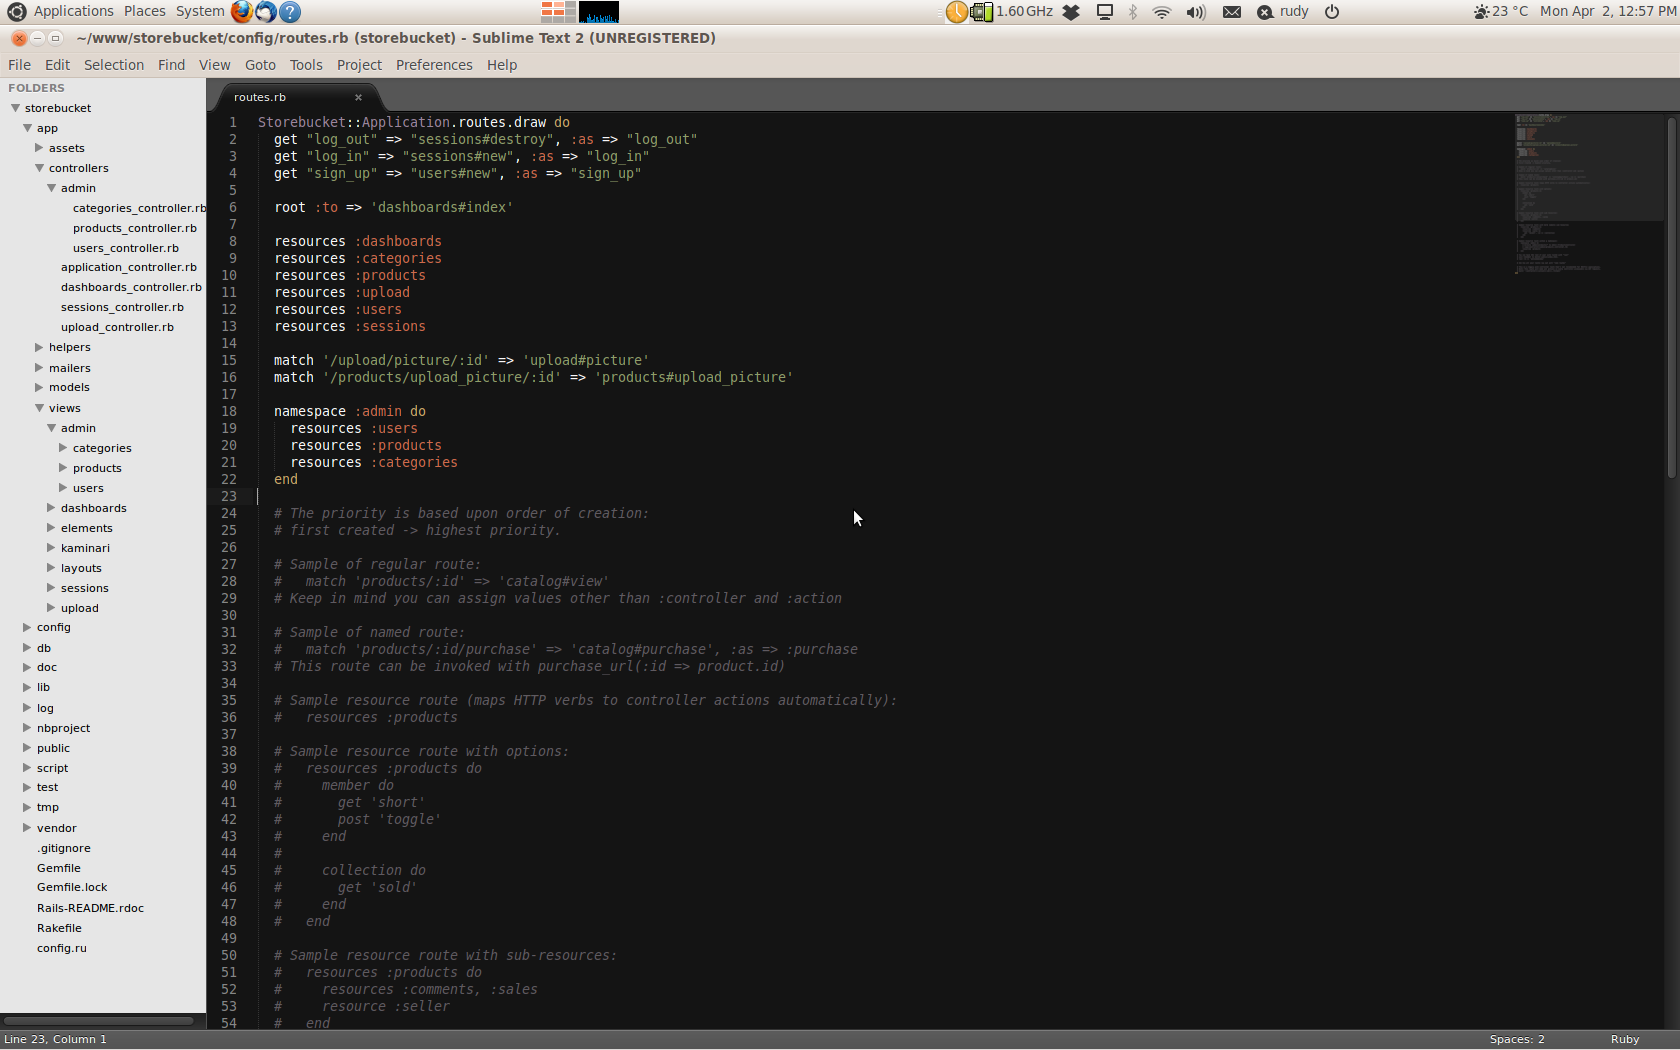 Applications Places System 1.60 GHz rudy 23 °C Mon Apr 2, 12:57 PM
~/www/storebucket/config/routes.rb (storebucket) - Sublime Text 2 (UNREGISTERED)
File Edit Selection Find View Goto Tools Project Preferences Help
FOLDERS
storebucket
app
assets
controllers
admin
categories_controller.rb
products_controller.rb
users_controller.rb
application_controller.rb
dashboards_controller.rb
sessions_controller.rb
upload_controller.rb
helpers
mailers
models
views
admin
categories
products
users
dashboards
elements
kaminari
layouts
sessions
upload
config
db
doc
lib
log
nbproject
public
script
test
tmp
vendor
.gitignore
Gemfile
Gemfile.lock
Rails-README.rdoc
Rakefile
config.ru
routes.rb
1 Storebucket::Application.routes.draw do
2 get "log_out" => "sessions#destroy", :as => "log_out"
3 get "log_in" => "sessions#new", :as => "log_in"
4 get "sign_up" => "users#new", :as => "sign_up"
5
6 root :to => 'dashboards#index'
7
8 resources :dashboards
9 resources :categories
10 resources :products
11 resources :upload
12 resources :users
13 resources :sessions
14
15 match '/upload/picture/:id' => 'upload#picture'
16 match '/products/upload_picture/:id' => 'products#upload_picture'
17
18 namespace :admin do
19 resources :users
20 resources :products
21 resources :categories
22 end
23
24 # The priority is based upon order of creation:
25 # first created -> highest priority.
26
27 # Sample of regular route:
28 #   match 'products/:id' => 'catalog#view'
29 # Keep in mind you can assign values other than :controller and :action
30
31 # Sample of named route:
32 #   match 'products/:id/purchase' => 'catalog#purchase', :as => :purchase
33 # This route can be invoked with purchase_url(:id => product.id)
34
35 # Sample resource route (maps HTTP verbs to controller actions automatically):
36 #   resources :products
37
38 # Sample resource route with options:
39 #   resources :products do
40 #     member do
41 #       get 'short'
42 #       post 'toggle'
43 #     end
44 #
45 #     collection do
46 #       get 'sold'
47 #     end
48 #   end
49
50 # Sample resource route with sub-resources:
51 #   resources :products do
52 #     resources :comments, :sales
53 #     resource :seller
54 #   end
Line 23, Column 1 Spaces: 2 Ruby